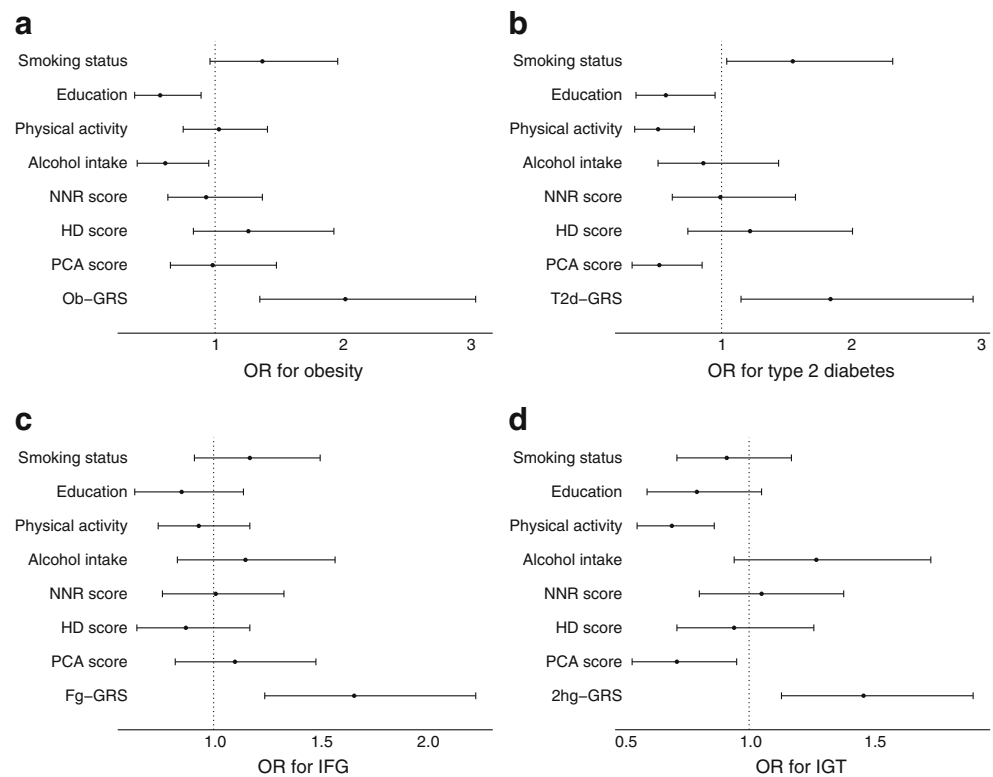 a
Smoking status
Education
Physical activity
Alcohol intake
NNR score
HD score
PCA score
Ob−GRS
1 2 3
OR for obesity
b
Smoking status
Education
Physical activity
Alcohol intake
NNR score
HD score
PCA score
T2d−GRS
1 2 3
OR for type 2 diabetes
c
Smoking status
Education
Physical activity
Alcohol intake
NNR score
HD score
PCA score
Fg−GRS
1.0 1.5 2.0
OR for IFG
d
Smoking status
Education
Physical activity
Alcohol intake
NNR score
HD score
PCA score
2hg−GRS
0.5 1.0 1.5
OR for IGT